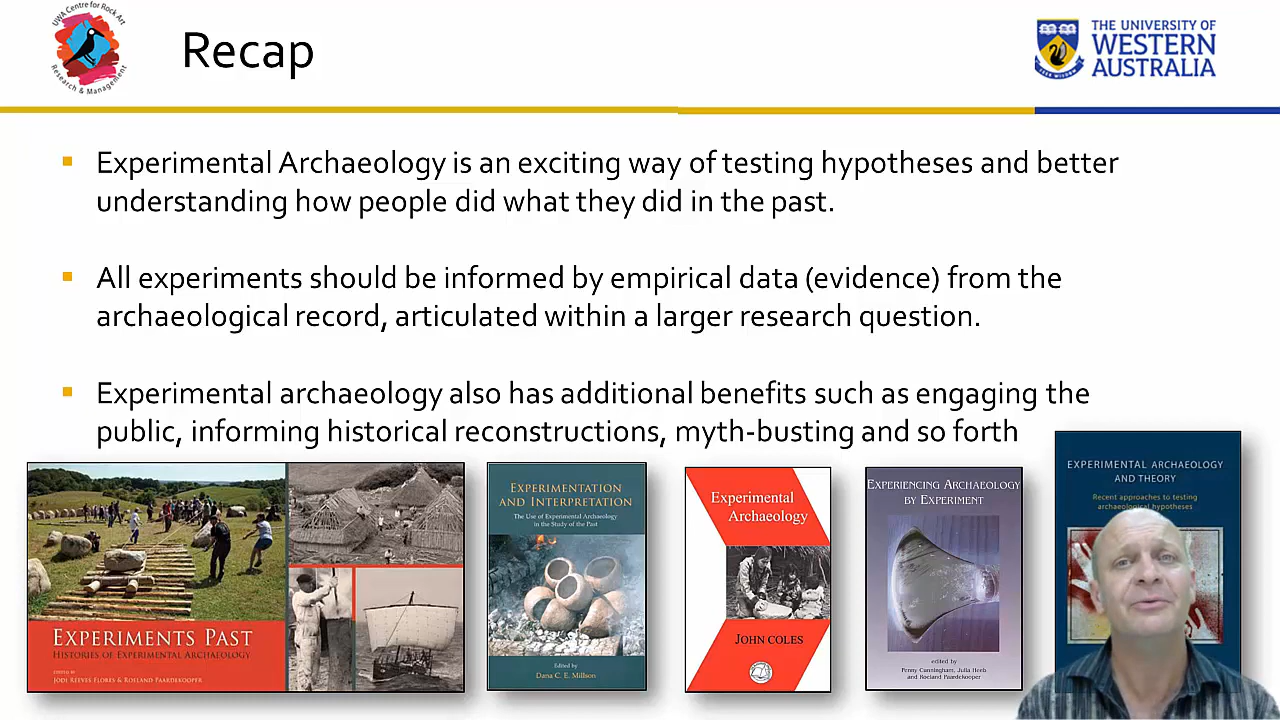 UWA Centre for Rock Art
Research & Management
Recap
THE UNIVERSITY OF
WESTERN
AUSTRALIA
Experimental Archaeology is an exciting way of testing hypotheses and better
understanding how people did what they did in the past.
All experiments should be informed by empirical data (evidence) from the
archaeological record, articulated within a larger research question.
Experimental archaeology also has additional benefits such as engaging the
public, informing historical reconstructions, myth-busting and so forth
EXPERIMENTS PAST
HISTORIES OF EXPERIMENTAL ARCHAEOLOGY
EDITED BY
JODI REEVES FLORES & ROELAND PAARDEKOOPER
EXPERIMENTATION
AND INTERPRETATION
The Use of Experimental Archaeology
in the Study of the Past
Edited by
Dana C. E. Millson
Experimental
Archaeology
JOHN COLES
EXPERIENCING ARCHAEOLOGY
BY EXPERIMENT
edited by
Penny Cunningham, Julia Heeb
and Roeland Paardekooper
EXPERIMENTAL ARCHAEOLOGY
AND THEORY
Recent approaches to testing
archaeological hypotheses